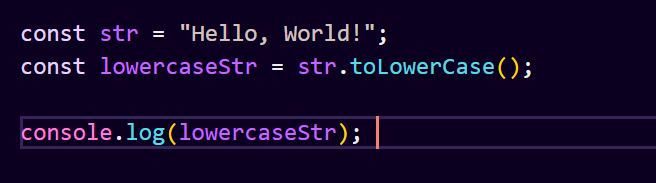 const str = "Hello, World!";
const lowercaseStr = str.toLowerCase();
console.log(lowercaseStr);